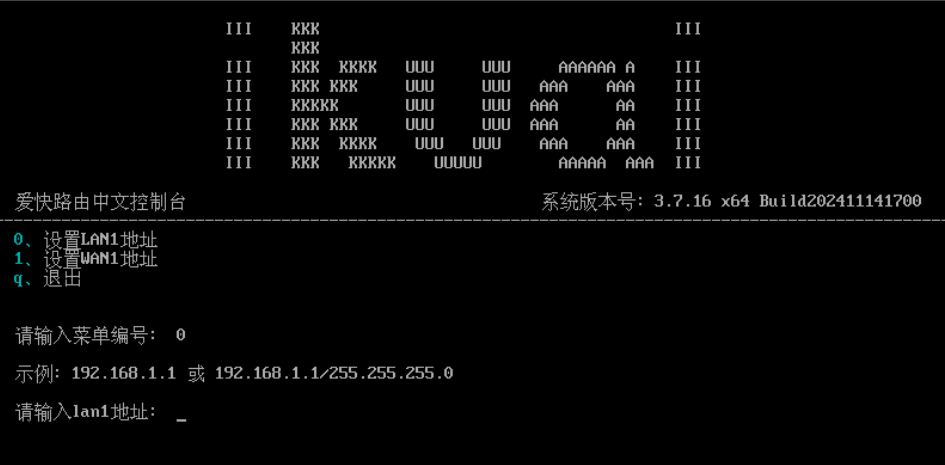 III    KKK                                     III
       KKK
III    KKK  KKKK   UUU     UUU     AAAAAA A    III
III    KKK KKK     UUU     UUU   AAA    AAA    III
III    KKKKK       UUU     UUU  AAA      AA    III
III    KKK KKK     UUU     UUU  AAA      AA    III
III    KKK  KKKK    UUU   UUU    AAA    AAA    III
III    KKK   KKKKK    UUUUU        AAAAA  AAA  III
爱快路由中文控制台 系统版本号: 3.7.16 x64 Build202411141700
0、设置LAN1地址
1、设置WAN1地址
q、退出
请输入菜单编号: 0
示例: 192.168.1.1 或 192.168.1.1/255.255.255.0
请输入lan1地址: _